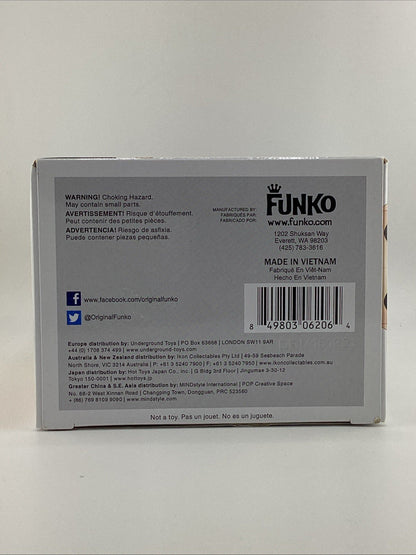 WARNING! Choking Hazard.
May contain small parts.
AVERTISSEMENT! Risque d'étouffement.
Peut contenir des petites pièces.
ADVERTENCIA! Riesgo de asfixia.
Puede contener piezas pequeñas.
MANUFACTURED BY:
FABRIQUÉ PAR:
FABRICADO POR:
FUNKO
www.funko.com
1202 Shuksan Way
Everett, WA 98203
(425) 783-3616
MADE IN VIETNAM
Fabriqué En Viêt-Nam
Hecho En Vietnam
www.facebook.com/originalfunko
@OriginalFunko
8 49803 06206 4
Europe distribution by: Underground Toys | PO Box 63668 | LONDON SW11 9AR
+44 (0) 1708 374 499 | www.underground-toys.com
Australia & New Zealand distribution by: Ikon Collectables Pty Ltd | 49-59 Seabeach Parade
North Shore, VIC 3214 Australia | P: +61 3 5240 7900 | F: +61 3 5240 7901 | www.ikoncollectables.com.au
Japan distribution by: Hot Toys Japan Co., Inc. | G Bldg 3rd Floor | Jingumae 3-30-12
Tokyo 150-0001 | www.hottoys.jp
Greater China & S.E. Asia distribution by: MINDstyle International | POP Creative Space
No. 66-2 West Xinnan Road | Changping Town, Dongguan, PRC 523560
+ (86) 769 8109 9090 | www.mindstyle.com
Not a toy. Pas un jouet. No es un juguete.